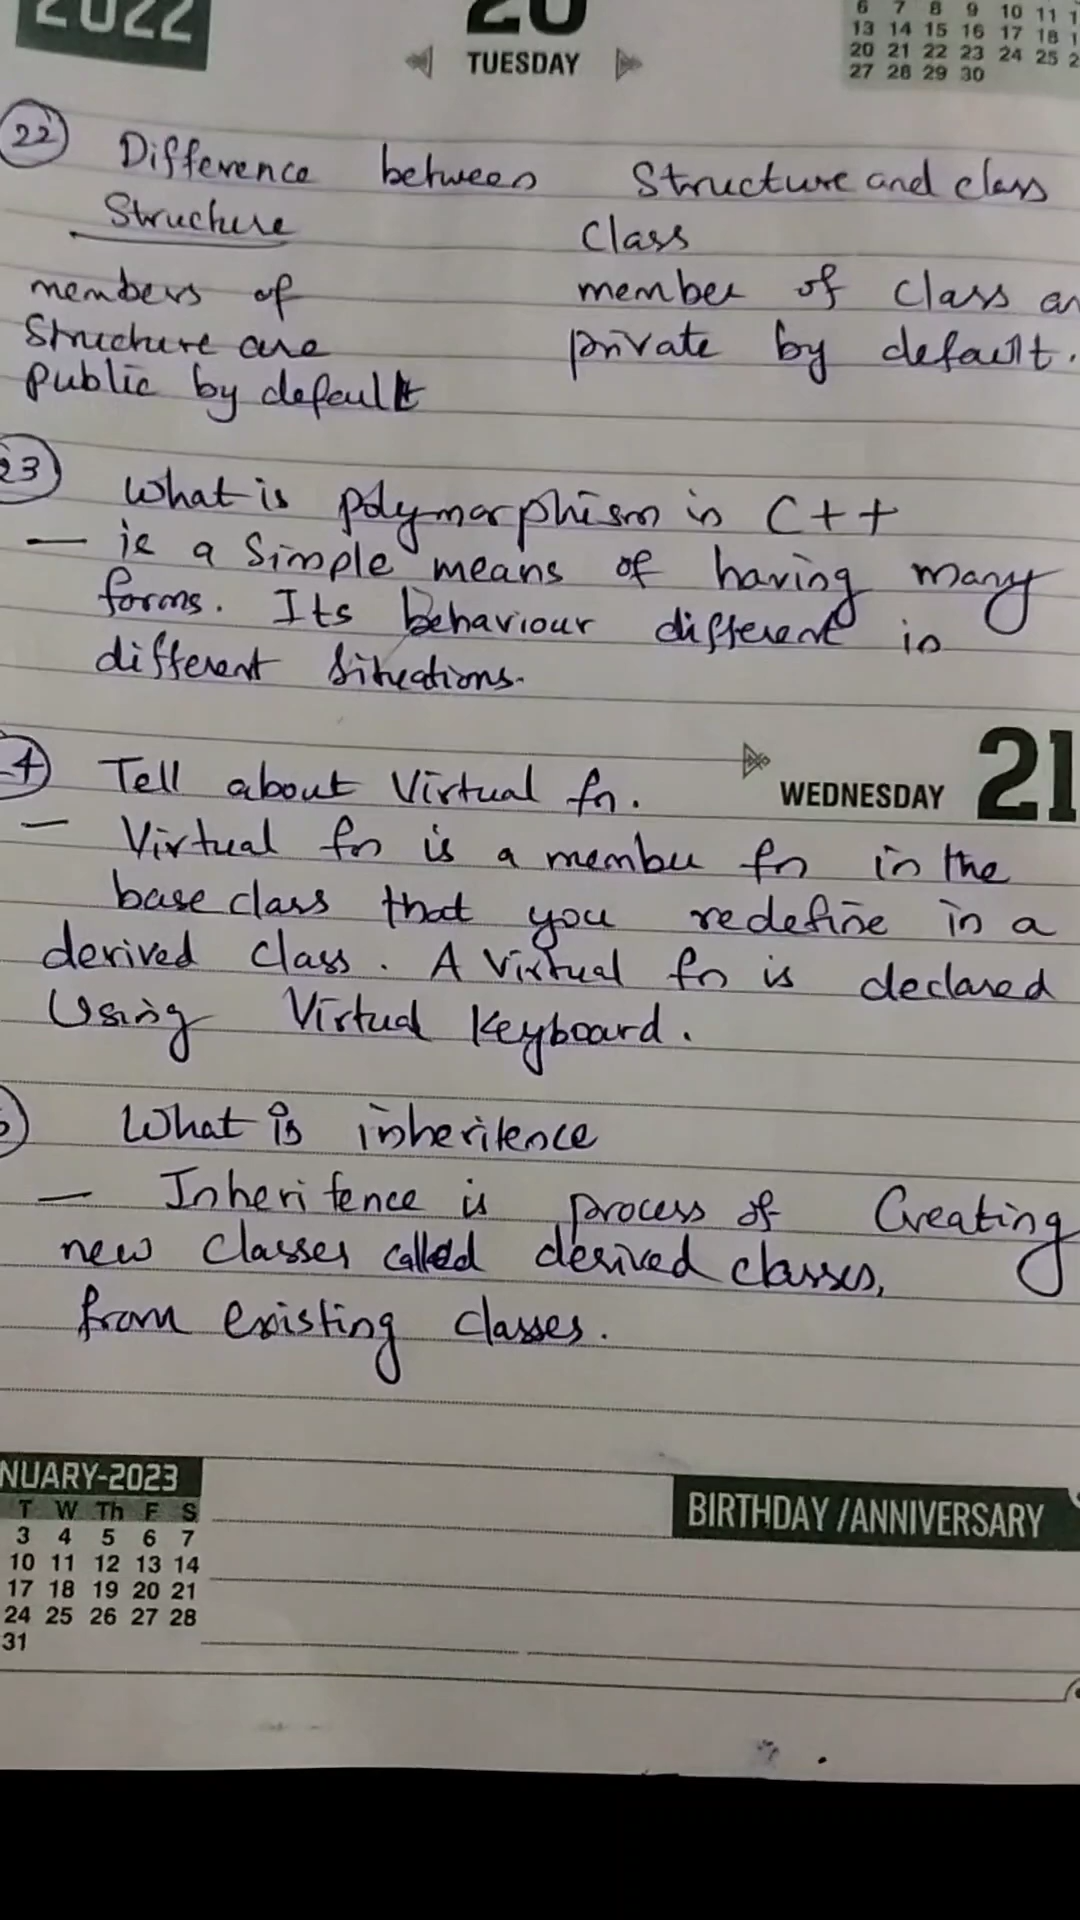 2022
20
TUESDAY
6 7 8 9 10 11
13 14 15 16 17 18
20 21 22 23 24 25
27 28 29 30
22 Difference between Structure and class
Structure Class
members of member of class
Structure are private by default.
public by default
23 What is polymorphism in C++
— is a Simple means of having many
forms. Its behaviour different in
different situations.
WEDNESDAY 21
4 Tell about Virtual fn.
— Virtual fn is a member fn in the
base class that you redefine in a
derived class. A Virtual fn is declared
Using Virtual Keyboard.
What is inheritence
— Inheritence is process of Creating
new classes called derived classes,
from existing classes.
NUARY-2023
T W Th F S
3 4 5 6 7
10 11 12 13 14
17 18 19 20 21
24 25 26 27 28
31
BIRTHDAY /ANNIVERSARY